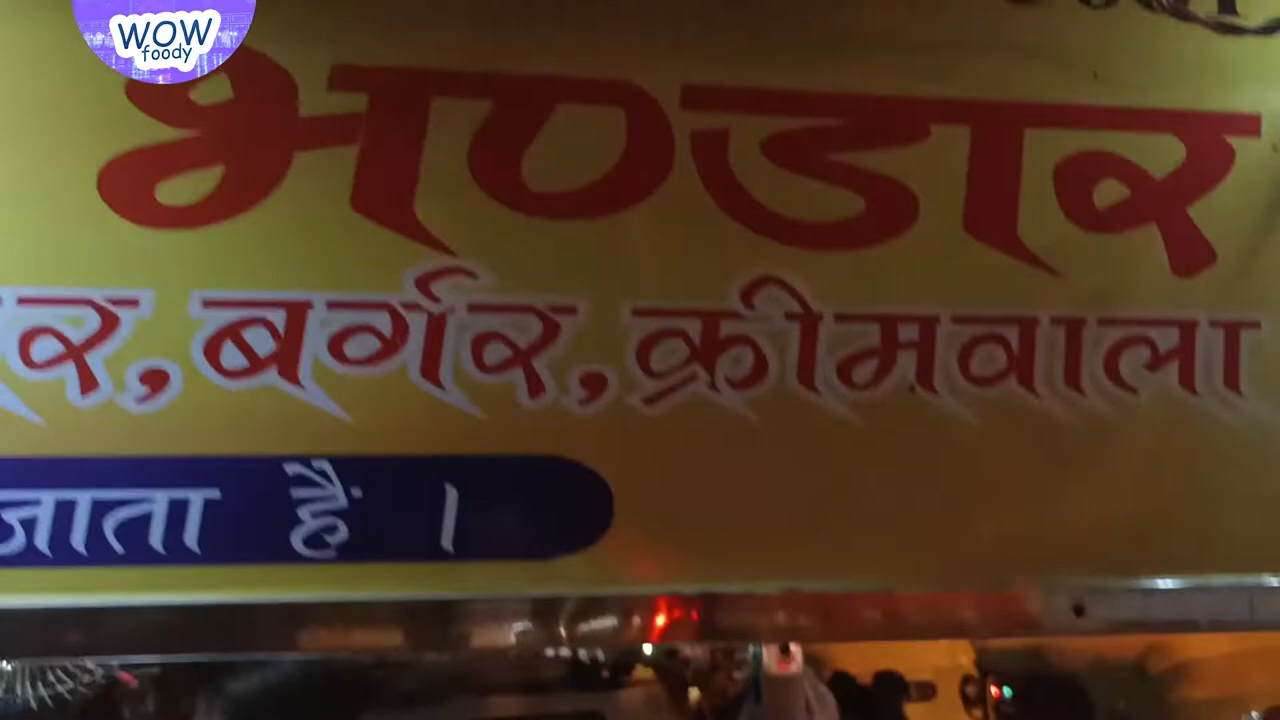 WOW
foody
भण्डार
र, बर्गर, क्रीमवाला
जाता हैं ।